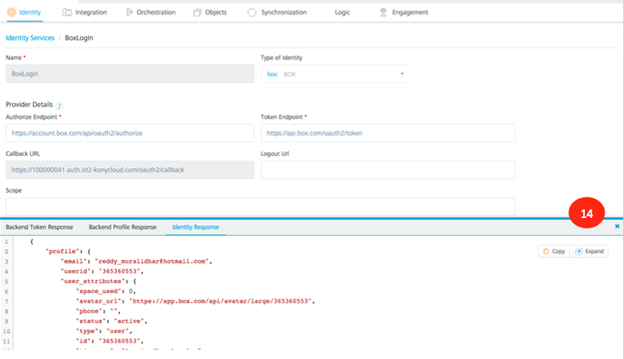 Identity Integration Orchestration Objects Synchronization Logic Engagement
Identity Services / BoxLogin
Name * Type of Identity
BoxLogin box BOX
Provider Details ?
Authorize Endpoint * Token Endpoint *
https://account.box.com/api/oauth2/authorize https://api.box.com/oauth2/token
Callback URL Logout Url
https://100000041.auth.sit2-konycloud.com/oauth2/callback
Scope
14
Backend Token Response Backend Profile Response Identity Response ×
1 {
2 "profile": {
3 "email": "reddy_muralidhar@hotmail.com",
4 "userid": "365360553",
5 "user_attributes": {
6 "space_used": 0,
7 "avatar_url": "https://app.box.com/api/avatar/large/365360553",
8 "phone": "",
9 "status": "active",
10 "type": "user",
11 "id": "365360553",
Copy Expand